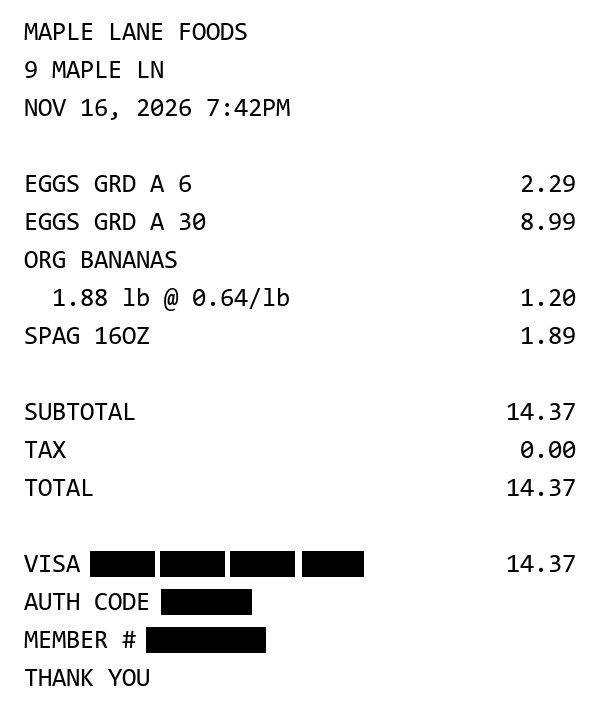 MAPLE LANE FOODS
9 MAPLE LN
NOV 16, 2026 7:42PM
EGGS GRD A 6 2.29
EGGS GRD A 30 8.99
ORG BANANAS
1.88 lb @ 0.64/lb 1.20
SPAG 16OZ 1.89
SUBTOTAL 14.37
TAX 0.00
TOTAL 14.37
VISA 14.37
AUTH CODE
MEMBER #
THANK YOU